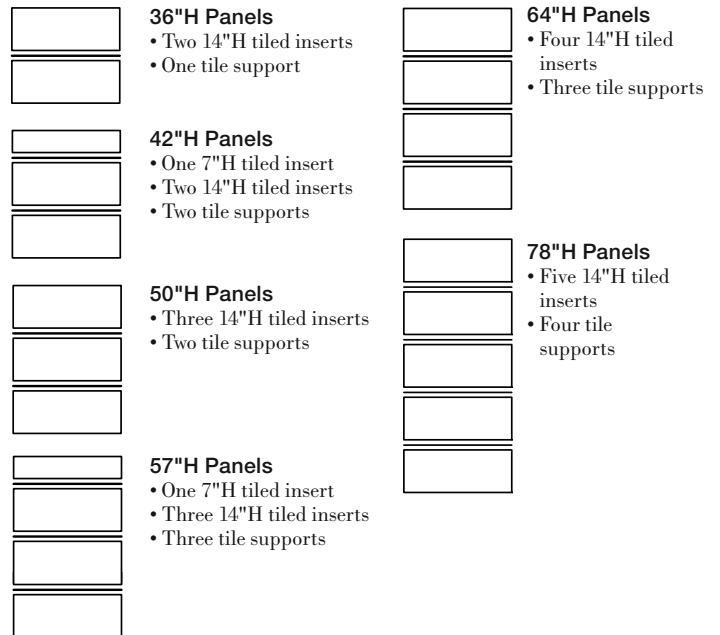 36"H Panels
• Two 14"H tiled inserts
• One tile support
42"H Panels
• One 7"H tiled insert
• Two 14"H tiled inserts
• Two tile supports
50"H Panels
• Three 14"H tiled inserts
• Two tile supports
57"H Panels
• One 7"H tiled insert
• Three 14"H tiled inserts
• Three tile supports
64"H Panels
• Four 14"H tiled
inserts
• Three tile supports
78"H Panels
• Five 14"H tiled
inserts
• Four tile
supports